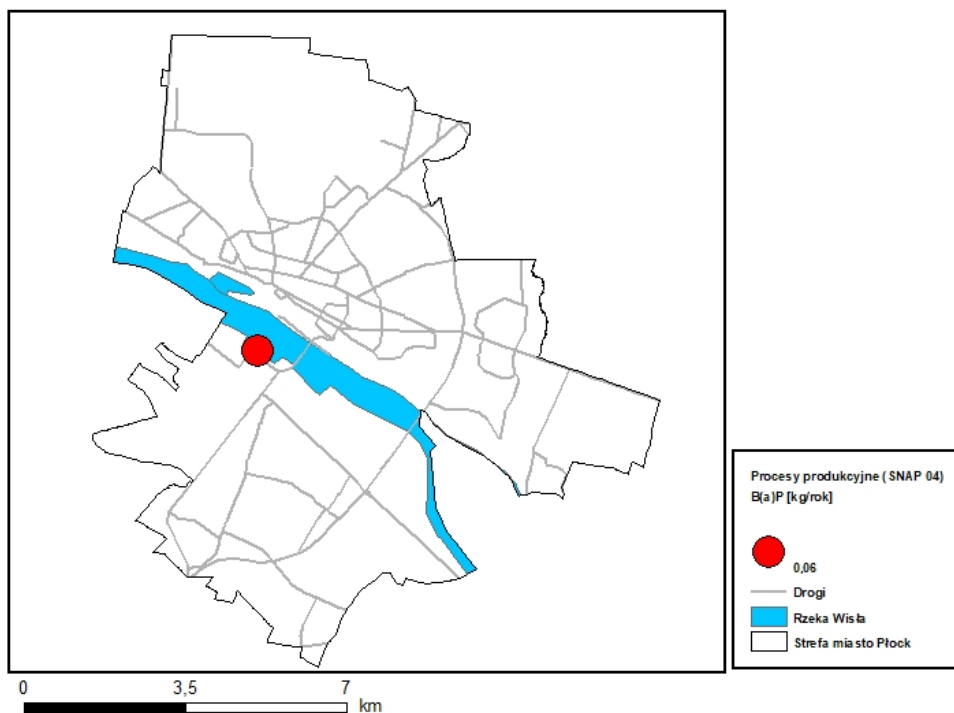 Procesy produkcyjne ( SNAP 04)
B(a)P [kg/rok]
0,06
Drogi
Rzeka Wisła
Strefa miasto Płock
0 3,5 7
km